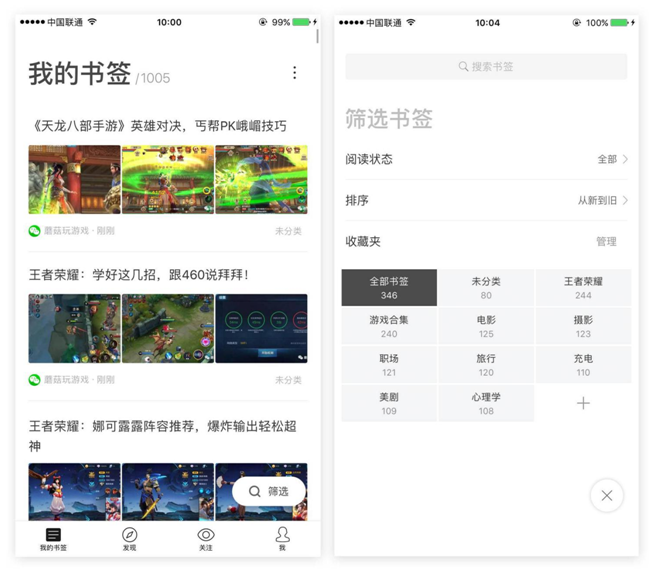 中国联通
10:00
99%
我的书签 /1005
《天龙八部手游》英雄对决，丐帮PK峨嵋技巧
蘑菇玩游戏 · 刚刚
未分类
王者荣耀：学好这几招，跟460说拜拜！
蘑菇玩游戏 · 刚刚
未分类
王者荣耀：娜可露露阵容推荐，爆炸输出轻松超
神
筛选
我的书签
发现
关注
我
中国联通
10:04
100%
搜索书签
筛选书签
阅读状态
全部
排序
从新到旧
收藏夹
管理
全部书签
346
未分类
80
王者荣耀
244
游戏合集
240
电影
125
摄影
123
职场
121
旅行
120
充电
110
美剧
109
心理学
108